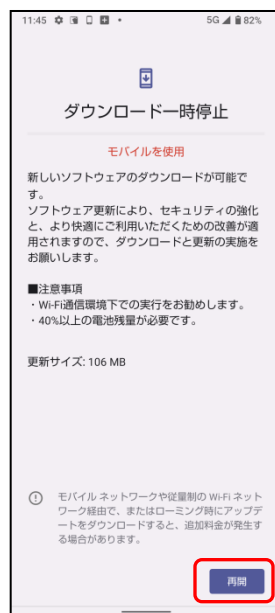 11:45 5G 82%
ダウンロード一時停止
モバイルを使用
新しいソフトウェアのダウンロードが可能で
す。
ソフトウェア更新により、セキュリティの強化
と、より快適にご利用いただくための改善が適
用されますので、ダウンロードと更新の実施を
お願いします。
■注意事項
・Wi-Fi通信環境下での実行をお勧めします。
・40%以上の電池残量が必要です。
更新サイズ: 106 MB
モバイル ネットワークや従量制の Wi-Fi ネット
ワーク経由で、またはローミング時にアップデ
ートをダウンロードすると、追加料金が発生す
る場合があります。
再開